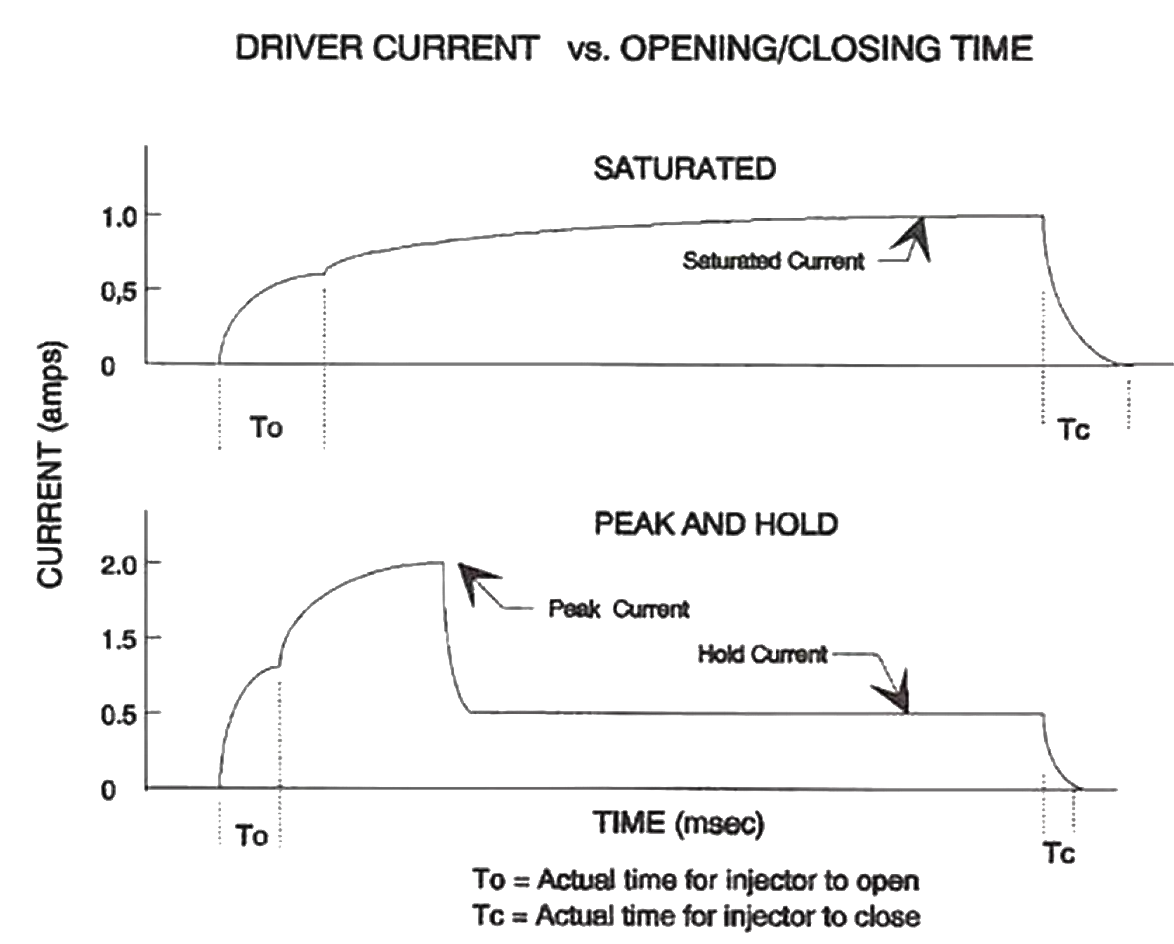 DRIVER CURRENT vs. OPENING/CLOSING TIME
SATURATED
1.0
Saturated Current
0,5
0
To
Tc
CURRENT (amps)
PEAK AND HOLD
2.0
Peak Current
1.5
Hold Current
0.5
0
To
TIME (msec)
Tc
To = Actual time for injector to open
Tc = Actual time for injector to close